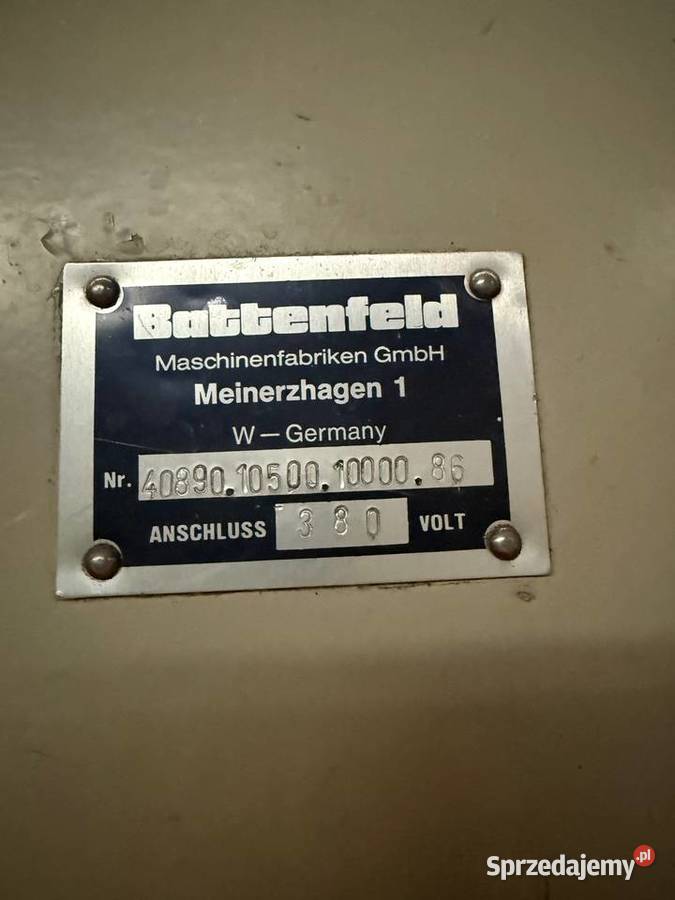 Battenfeld
Maschinenfabriken GmbH
Meinerzhagen 1
W–Germany
Nr. 40890.10500.10000.86
ANSCHLUSS 380 VOLT
Sprzedajemy.pl